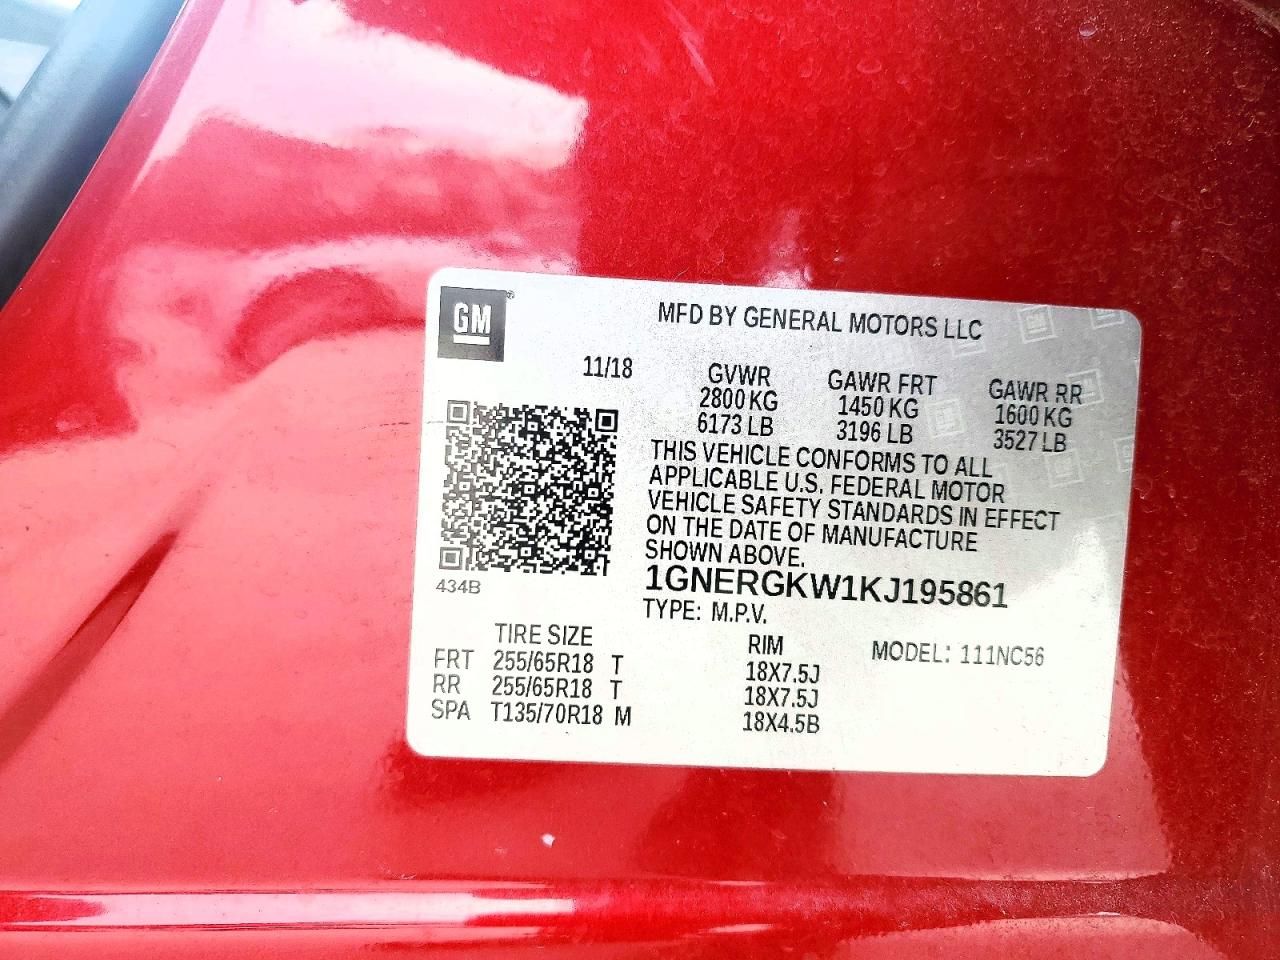 GM
MFD BY GENERAL MOTORS LLC
11/18
GVWR GAWR FRT GAWR RR
2800 KG 1450 KG 1600 KG
6173 LB 3196 LB 3527 LB
THIS VEHICLE CONFORMS TO ALL
APPLICABLE U.S. FEDERAL MOTOR
VEHICLE SAFETY STANDARDS IN EFFECT
ON THE DATE OF MANUFACTURE
SHOWN ABOVE.
434B
1GNERGKW1KJ195861
TYPE: M.P.V.
TIRE SIZE RIM MODEL: 111NC56
FRT 255/65R18 T 18X7.5J
RR 255/65R18 T 18X7.5J
SPA T135/70R18 M 18X4.5B